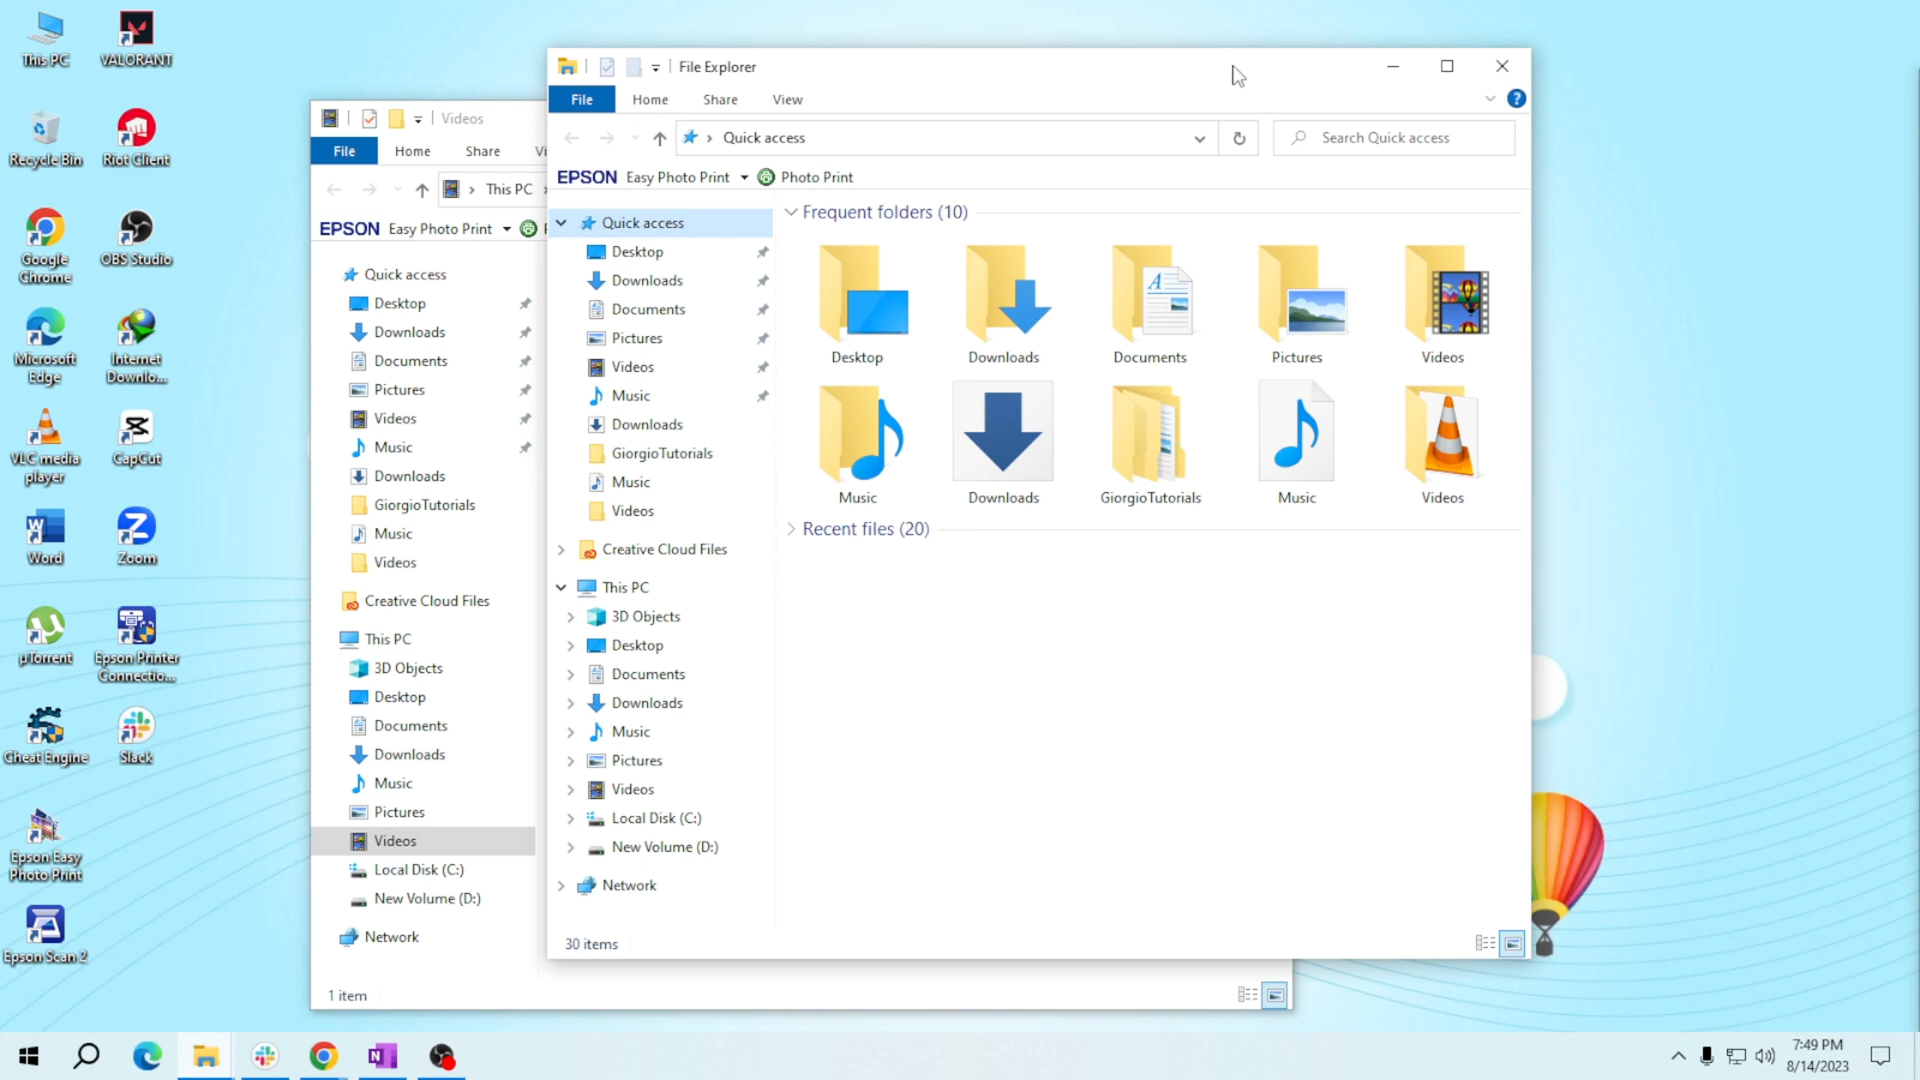 This PC
VALORANT
Recycle Bin
Riot Client
Google
Chrome
OBS Studio
Microsoft
Edge
Internet
Downlo...
VLC media
player
CapCut
Word
Zoom
µTorrent
Epson Printer
Connectio...
Cheat Engine
Slack
Epson Easy
Photo Print
Epson Scan 2
Videos
File Home Share Vi
This PC
EPSON Easy Photo Print
Quick access
Desktop
Downloads
Documents
Pictures
Videos
Music
Downloads
GiorgioTutorials
Music
Videos
Creative Cloud Files
This PC
3D Objects
Desktop
Documents
Downloads
Music
Pictures
Videos
Local Disk (C:)
New Volume (D:)
Network
1 item
File Explorer
File Home Share View
Quick access
Search Quick access
EPSON Easy Photo Print Photo Print
Quick access
Desktop
Downloads
Documents
Pictures
Videos
Music
Downloads
GiorgioTutorials
Music
Videos
Creative Cloud Files
This PC
3D Objects
Desktop
Documents
Downloads
Music
Pictures
Videos
Local Disk (C:)
New Volume (D:)
Network
Frequent folders (10)
Desktop Downloads Documents Pictures Videos
Music Downloads GiorgioTutorials Music Videos
Recent files (20)
30 items
7:49 PM
8/14/2023